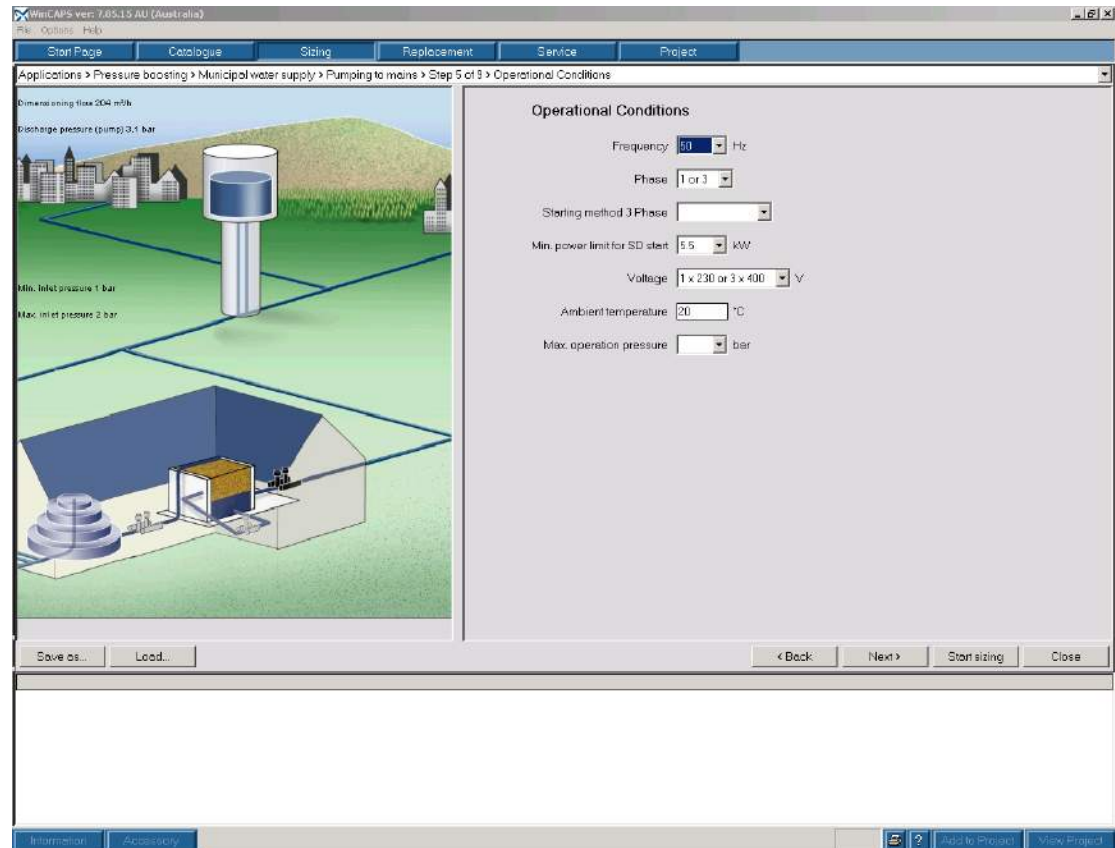 WinCAPS ver: 7.85.15 AU (Australia)
File Options Help
Start Page Catalogue Sizing Replacement Service Project
Applications > Pressure boosting > Municipal water supply > Pumping to mains > Step 5 of 9 > Operational Conditions
Dimensioning flow 204 m³/h
Discharge pressure (pump) 3.1 bar
Min. inlet pressure 1 bar
Max. inlet pressure 2 bar
Operational Conditions
Frequency 50 Hz
Phase 1 or 3
Starting method 3 Phase
Min. power limit for SD start 5.5 kW
Voltage 1 x 230 or 3 x 400 V
Ambient temperature 20 °C
Max. operation pressure bar
Save as... Load... < Back Next > Start sizing Close
Information Accessory ? Add to Project View Project